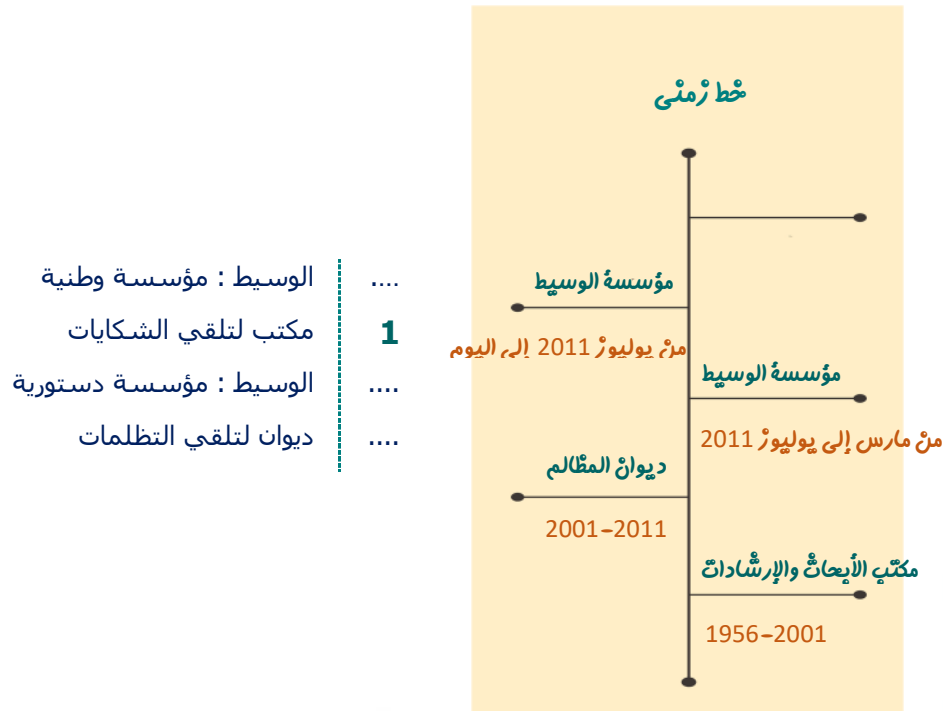 خط زمني
مؤسسة الوسيط
من يوليوز 2011 إلى اليوم
مؤسسة الوسيط
من مارس إلى يوليوز 2011
ديوان المظالم
2001-2011
مكتب الأبحاث والإرشادات
1956-2001
.... الوسيط : مؤسسة وطنية
1 مكتب لتلقي الشكايات
.... الوسيط : مؤسسة دستورية
.... ديوان لتلقي التظلمات